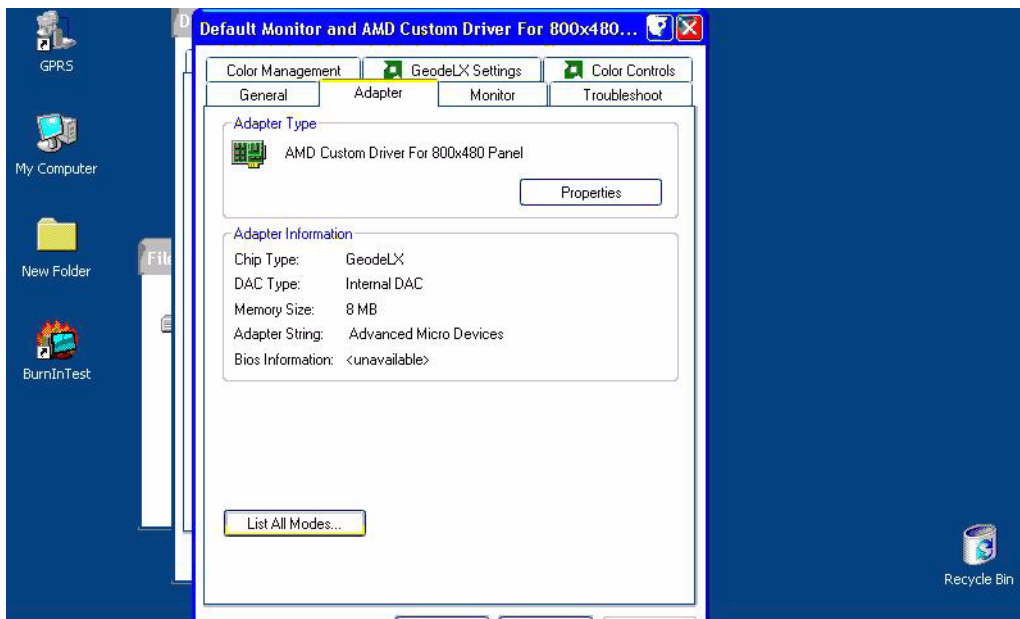 GPRS
My Computer
New Folder
BurnInTest
D
File
Default Monitor and AMD Custom Driver For 800x480...
Color Management
GeodeLX Settings
Color Controls
General
Adapter
Monitor
Troubleshoot
Adapter Type
AMD Custom Driver For 800x480 Panel
Properties
Adapter Information
Chip Type: GeodeLX
DAC Type: Internal DAC
Memory Size: 8 MB
Adapter String: Advanced Micro Devices
Bios Information: <unavailable>
List All Modes...
Recycle Bin